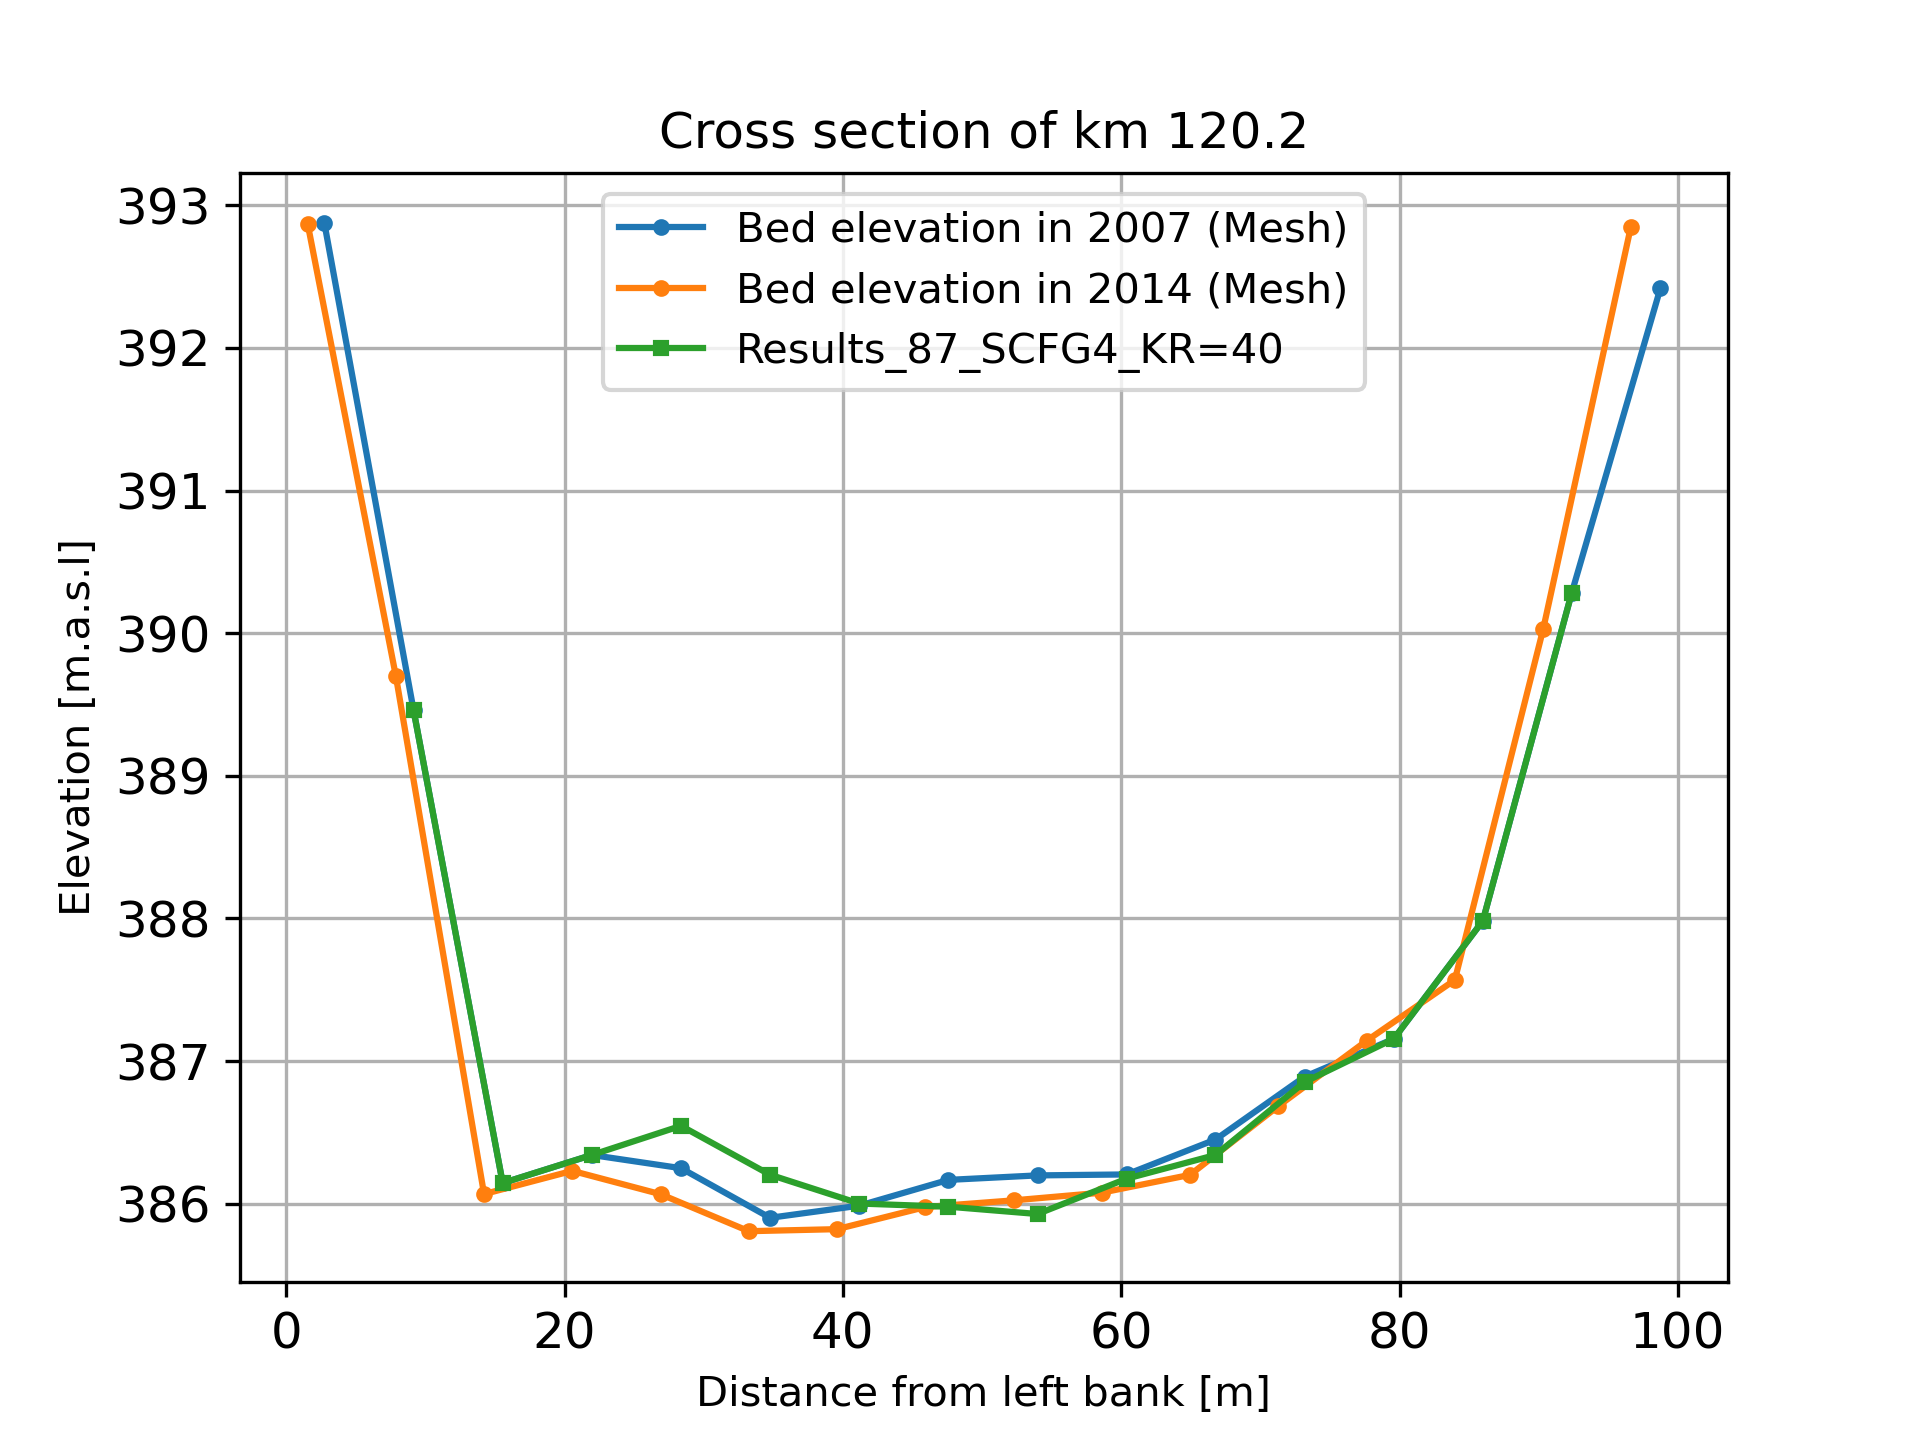 Cross section of km 120.2
Bed elevation in 2007 (Mesh)
Bed elevation in 2014 (Mesh)
Results_87_SCFG4_KR=40
393
392
391
390
389
388
387
386
Elevation [m.a.s.l]
0 20 40 60 80 100
Distance from left bank [m]